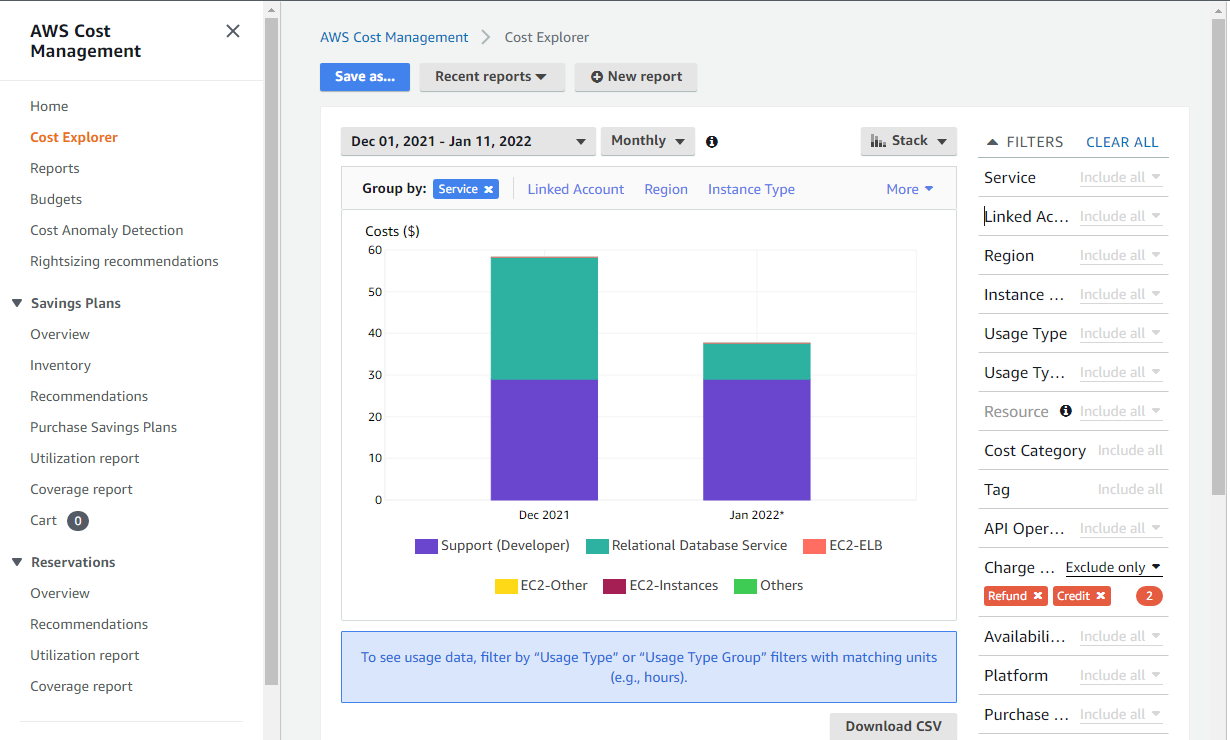 AWS Cost
Management
Home
Cost Explorer
Reports
Budgets
Cost Anomaly Detection
Rightsizing recommendations
Savings Plans
Overview
Inventory
Recommendations
Purchase Savings Plans
Utilization report
Coverage report
Cart 0
Reservations
Overview
Recommendations
Utilization report
Coverage report
AWS Cost Management Cost Explorer
Save as... Recent reports New report
Dec 01, 2021 - Jan 11, 2022 Monthly Stack
Group by: Service Linked Account Region Instance Type More
Costs ($)
60
50
40
30
20
10
0
Dec 2021 Jan 2022*
Support (Developer) Relational Database Service EC2-ELB
EC2-Other EC2-Instances Others
To see usage data, filter by “Usage Type” or “Usage Type Group” filters with matching units
(e.g., hours).
Download CSV
FILTERS CLEAR ALL
Service Include all
Linked Ac... Include all
Region Include all
Instance ... Include all
Usage Type Include all
Usage Ty... Include all
Resource Include all
Cost Category Include all
Tag Include all
API Oper... Include all
Charge ... Exclude only
Refund Credit 2
Availabili... Include all
Platform Include all
Purchase ... Include all